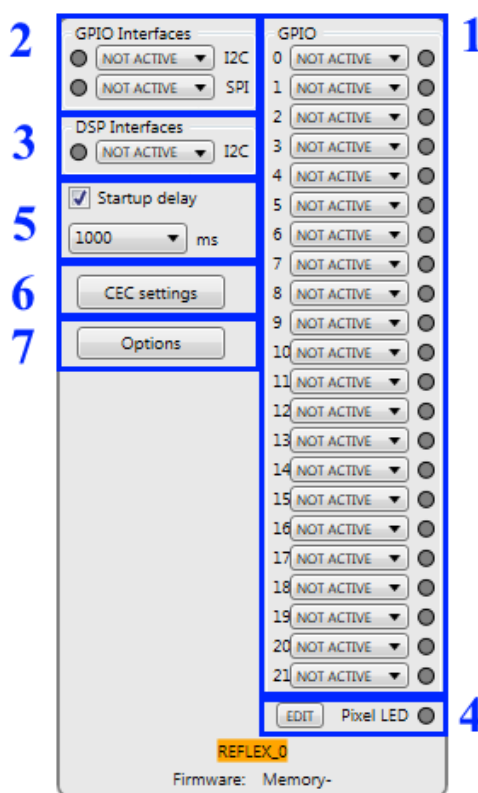 2
GPIO Interfaces
NOT ACTIVE I2C
NOT ACTIVE SPI
3
DSP Interfaces
NOT ACTIVE I2C
5
Startup delay
1000 ms
6
CEC settings
7
Options
1
GPIO
0 NOT ACTIVE
1 NOT ACTIVE
2 NOT ACTIVE
3 NOT ACTIVE
4 NOT ACTIVE
5 NOT ACTIVE
6 NOT ACTIVE
7 NOT ACTIVE
8 NOT ACTIVE
9 NOT ACTIVE
10 NOT ACTIVE
11 NOT ACTIVE
12 NOT ACTIVE
13 NOT ACTIVE
14 NOT ACTIVE
15 NOT ACTIVE
16 NOT ACTIVE
17 NOT ACTIVE
18 NOT ACTIVE
19 NOT ACTIVE
20 NOT ACTIVE
21 NOT ACTIVE
EDIT Pixel LED
4
REFLEX_0
Firmware: Memory-